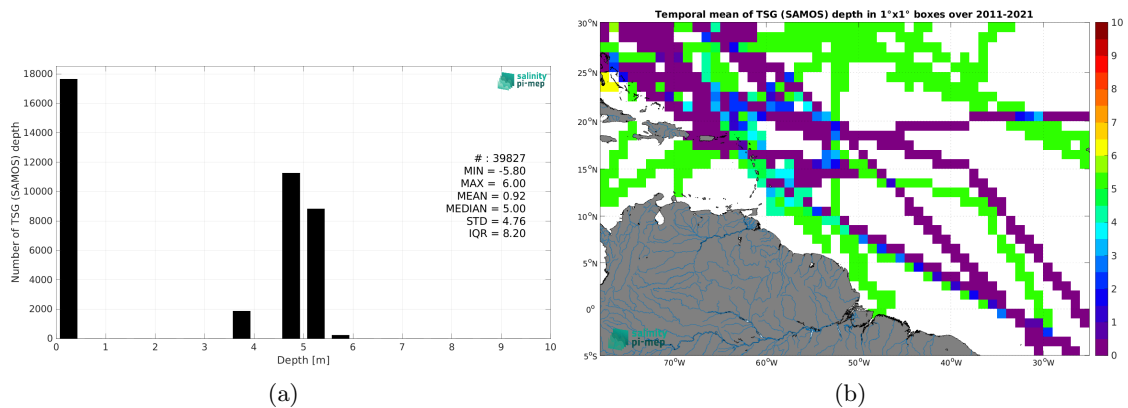 Number of TSG (SAMOS) depth
18000
16000
14000
12000
10000
8000
6000
4000
2000
0
0 1 2 3 4 5 6 7 8 9 10
Depth [m]
salinity
pi-mep
# : 39827
MIN = -5.80
MAX = 6.00
MEAN = 0.92
MEDIAN = 5.00
STD = 4.76
IQR = 8.20
(a)
Temporal mean of TSG (SAMOS) depth in 1°x1° boxes over 2011-2021
30°N
25°N
20°N
15°N
10°N
5°N
0°
5°S
70°W 60°W 50°W 40°W 30°W
salinity
pi-mep
10
9
8
7
6
5
4
3
2
1
0
(b)